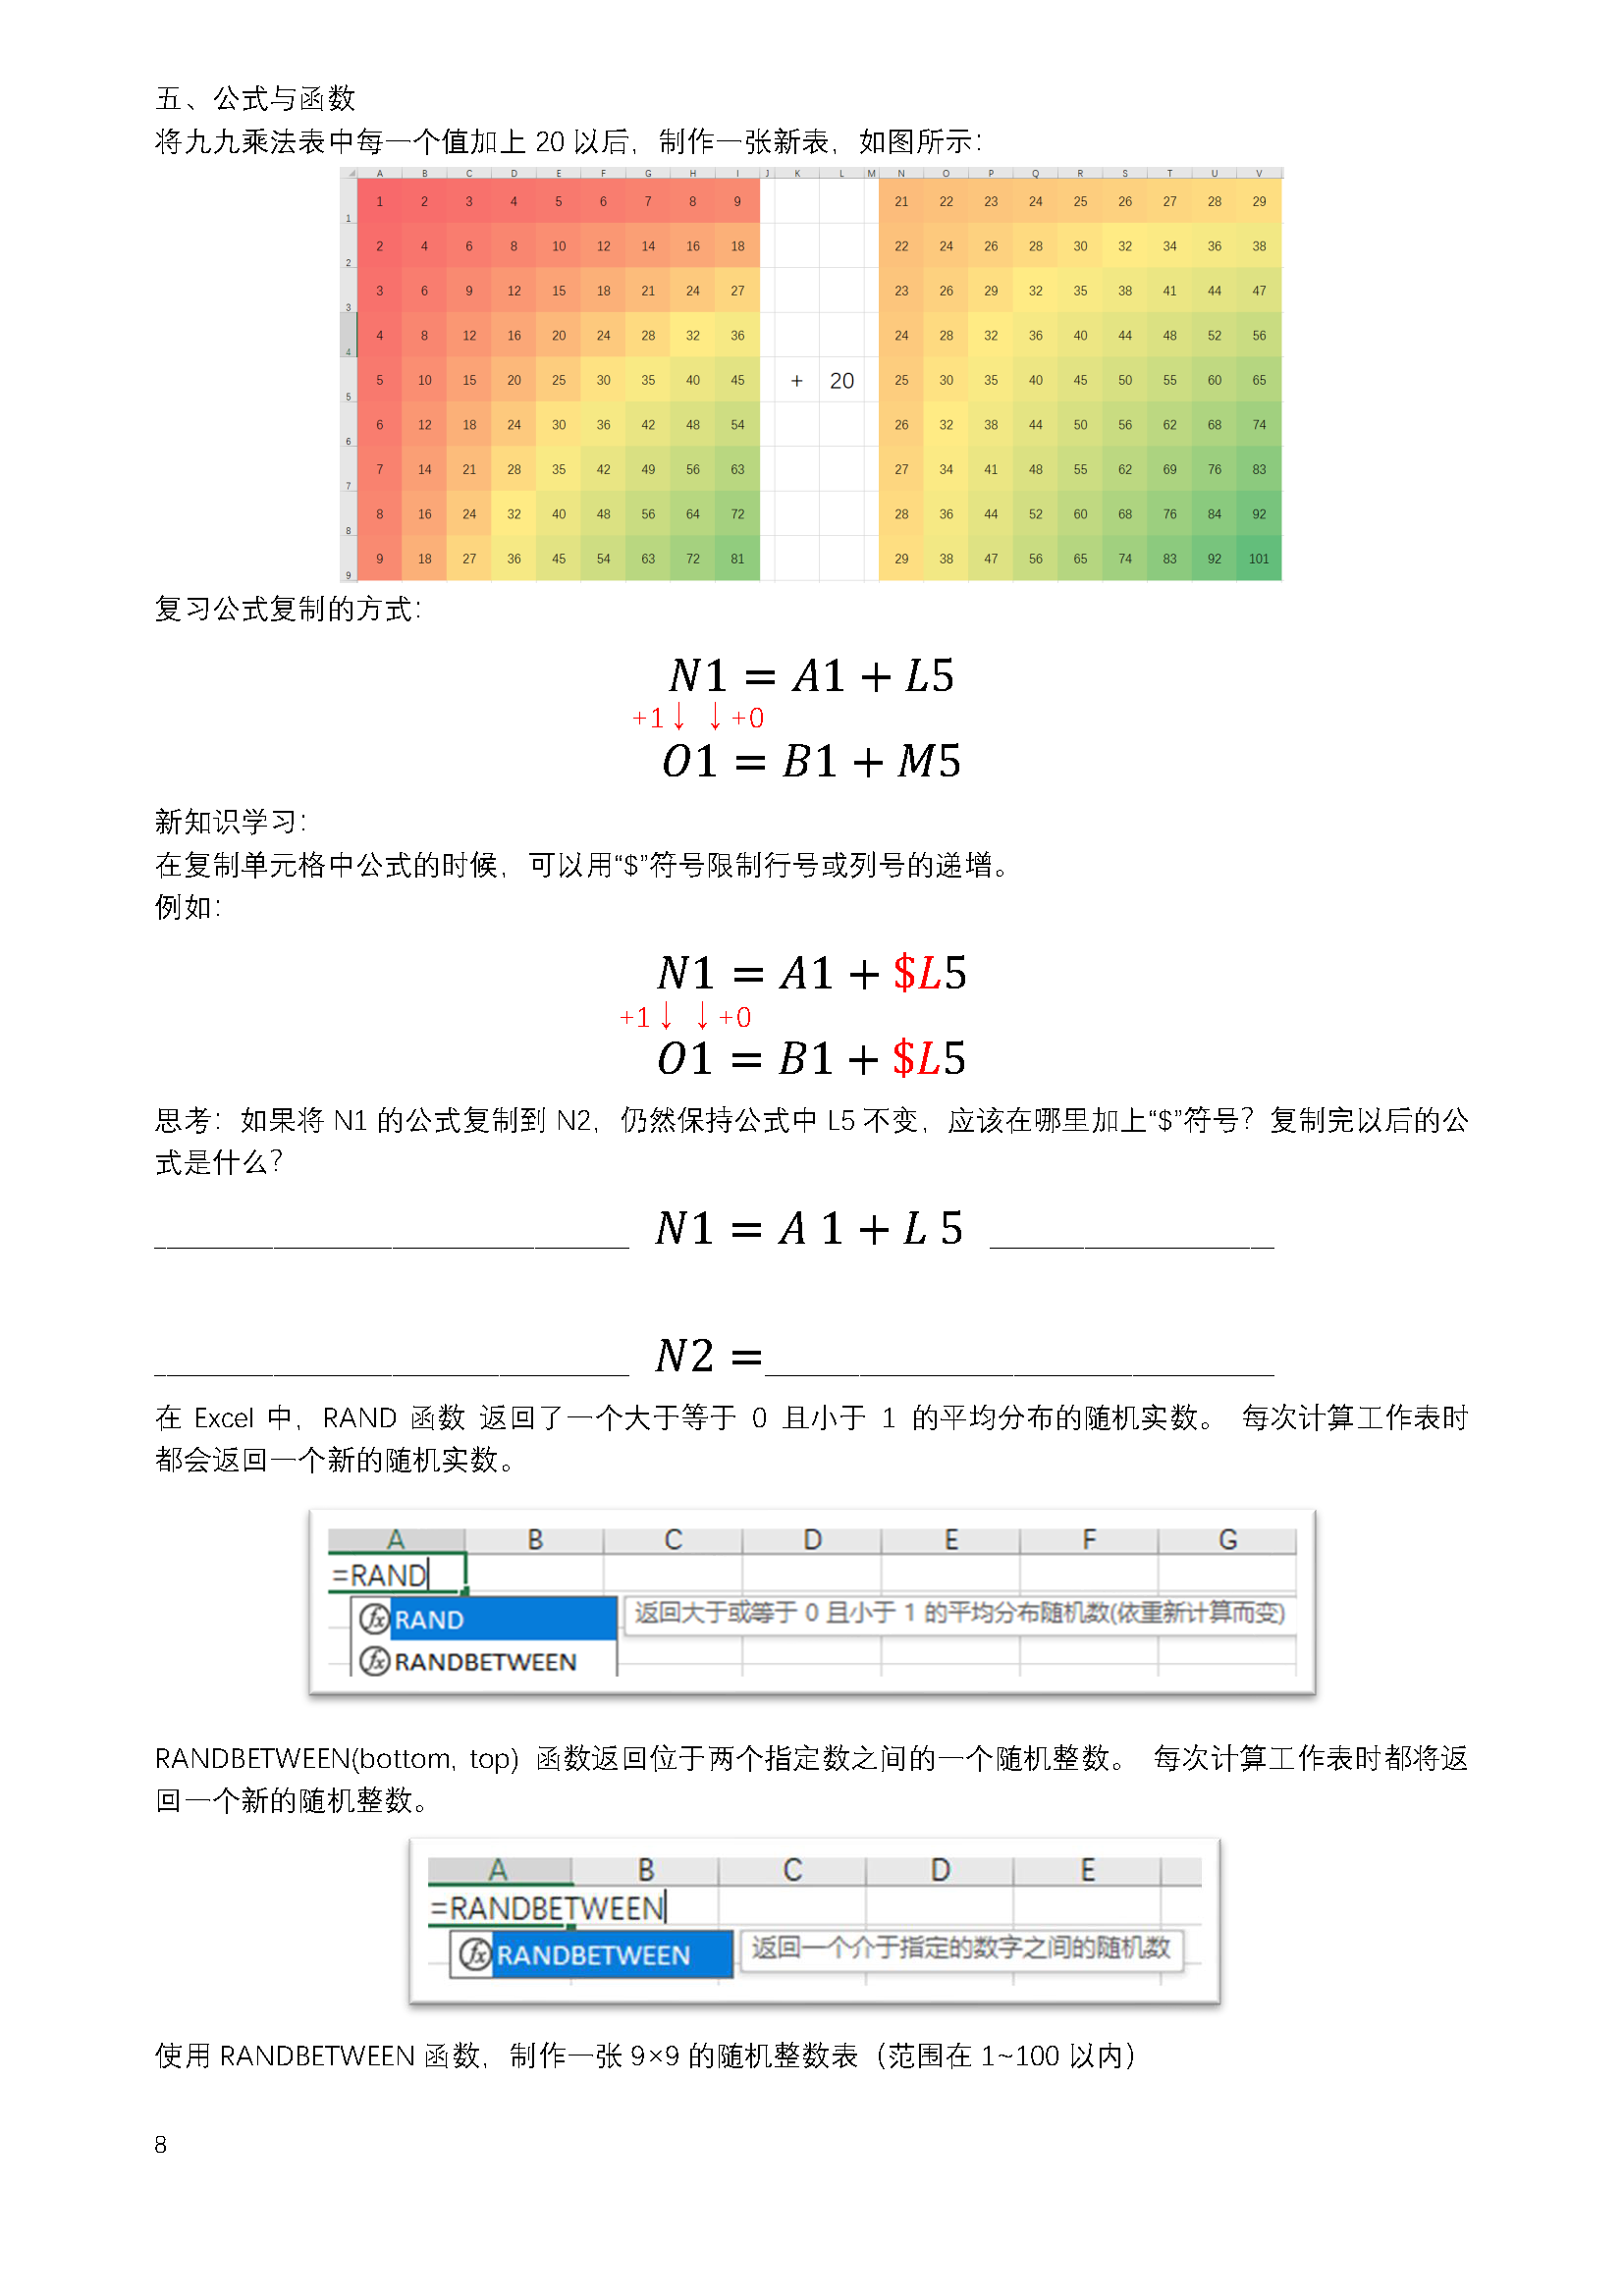 五、公式与函数
将九九乘法表中每一个值加上 20 以后，制作一张新表，如图所示：
A B C D E F G H I J K L M N O P Q R S T U V
1 1 2 3 4 5 6 7 8 9 21 22 23 24 25 26 27 28 29
2 2 4 6 8 10 12 14 16 18 22 24 26 28 30 32 34 36 38
3 3 6 9 12 15 18 21 24 27 23 26 29 32 35 38 41 44 47
4 4 8 12 16 20 24 28 32 36 24 28 32 36 40 44 48 52 56
5 5 10 15 20 25 30 35 40 45 + 20 25 30 35 40 45 50 55 60 65
6 6 12 18 24 30 36 42 48 54 26 32 38 44 50 56 62 68 74
7 7 14 21 28 35 42 49 56 63 27 34 41 48 55 62 69 76 83
8 8 16 24 32 40 48 56 64 72 28 36 44 52 60 68 76 84 92
9 9 18 27 36 45 54 63 72 81 29 38 47 56 65 74 83 92 101
复习公式复制的方式：
N1 = A1 + L5
+1↓ ↓+0
O1 = B1 + M5
新知识学习：
在复制单元格中公式的时候，可以用“$”符号限制行号或列号的递增。
例如：
N1 = A1 + $L5
+1↓ ↓+0
O1 = B1 + $L5
思考：如果将 N1 的公式复制到 N2，仍然保持公式中 L5 不变，应该在哪里加上“$”符号？复制完以后的公
式是什么？
N1 = A 1 + L 5
N2 =
在 Excel 中，RAND 函数 返回了一个大于等于 0 且小于 1 的平均分布的随机实数。 每次计算工作表时
都会返回一个新的随机实数。
A B C D E F G
=RAND
fx RAND 返回大于或等于 0 且小于 1 的平均分布随机数(依重新计算而变)
fx RANDBETWEEN
RANDBETWEEN(bottom, top) 函数返回位于两个指定数之间的一个随机整数。 每次计算工作表时都将返
回一个新的随机整数。
A B C D E
=RANDBETWEEN
fx RANDBETWEEN 返回一个介于指定的数字之间的随机数
使用 RANDBETWEEN 函数，制作一张 9×9 的随机整数表（范围在 1~100 以内）
8